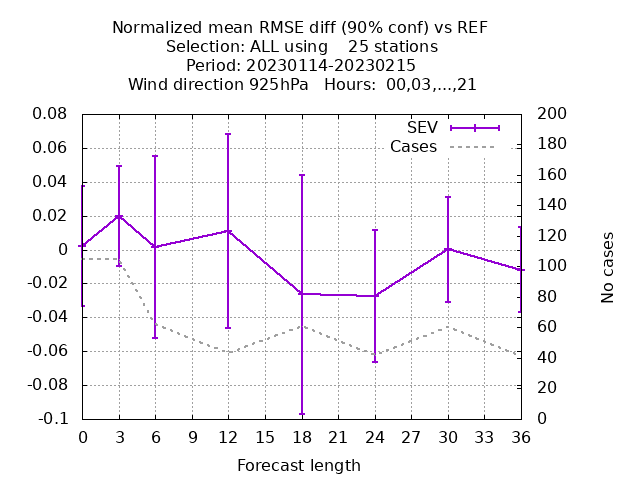 Normalized mean RMSE diff (90% conf) vs REF
Selection: ALL using    25 stations
Period: 20230114-20230215
Wind direction 925hPa   Hours:  00,03,...,21
SEV
Cases
0.08
0.06
0.04
0.02
0
-0.02
-0.04
-0.06
-0.08
-0.1
200
180
160
140
120
100
80
60
40
20
0
No cases
0 3 6 9 12 15 18 21 24 27 30 33 36
Forecast length